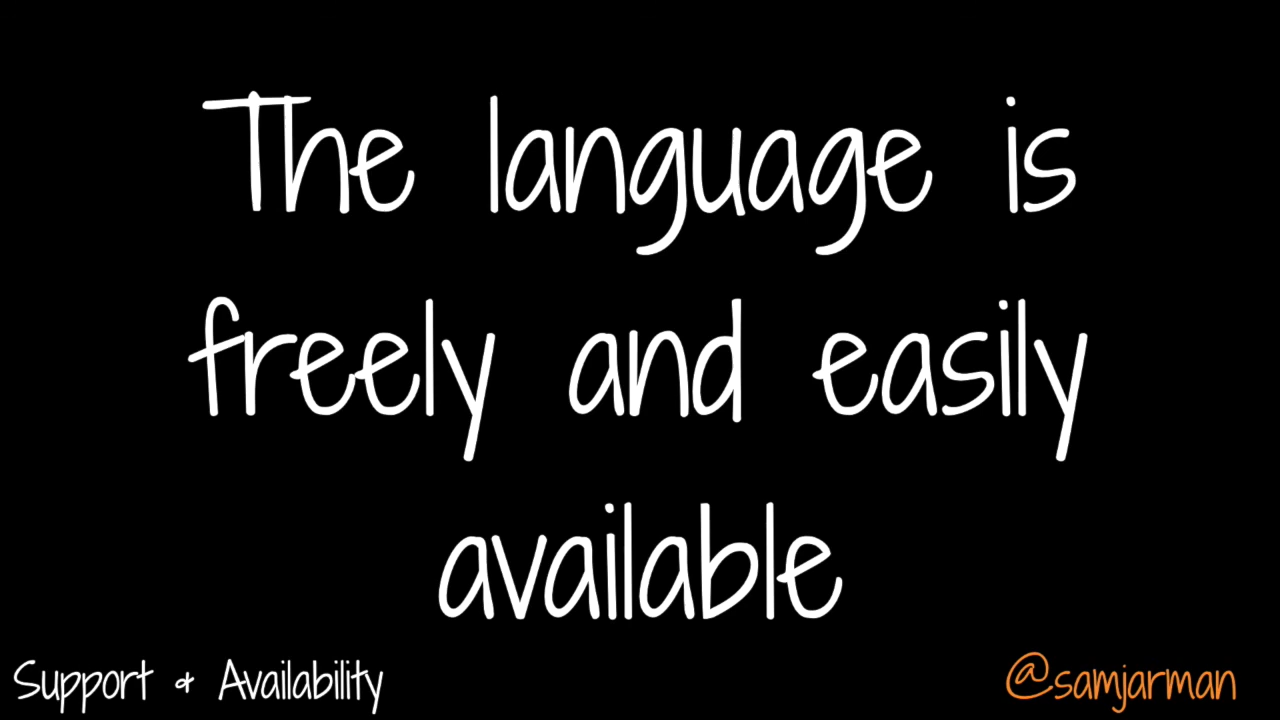 The language is
freely and easily
available
Support & Availability
@samjarman